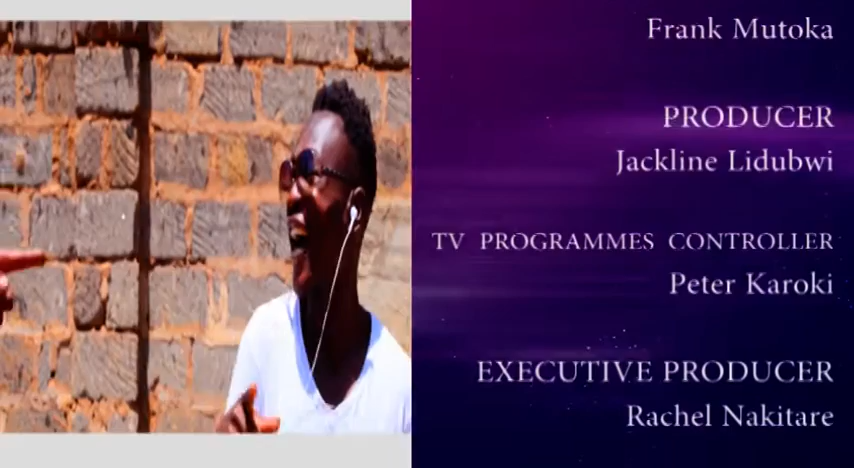 Frank Mutoka
PRODUCER
Jackline Lidubwi
TV PROGRAMMES CONTROLLER
Peter Karoki
EXECUTIVE PRODUCER
Rachel Nakitare